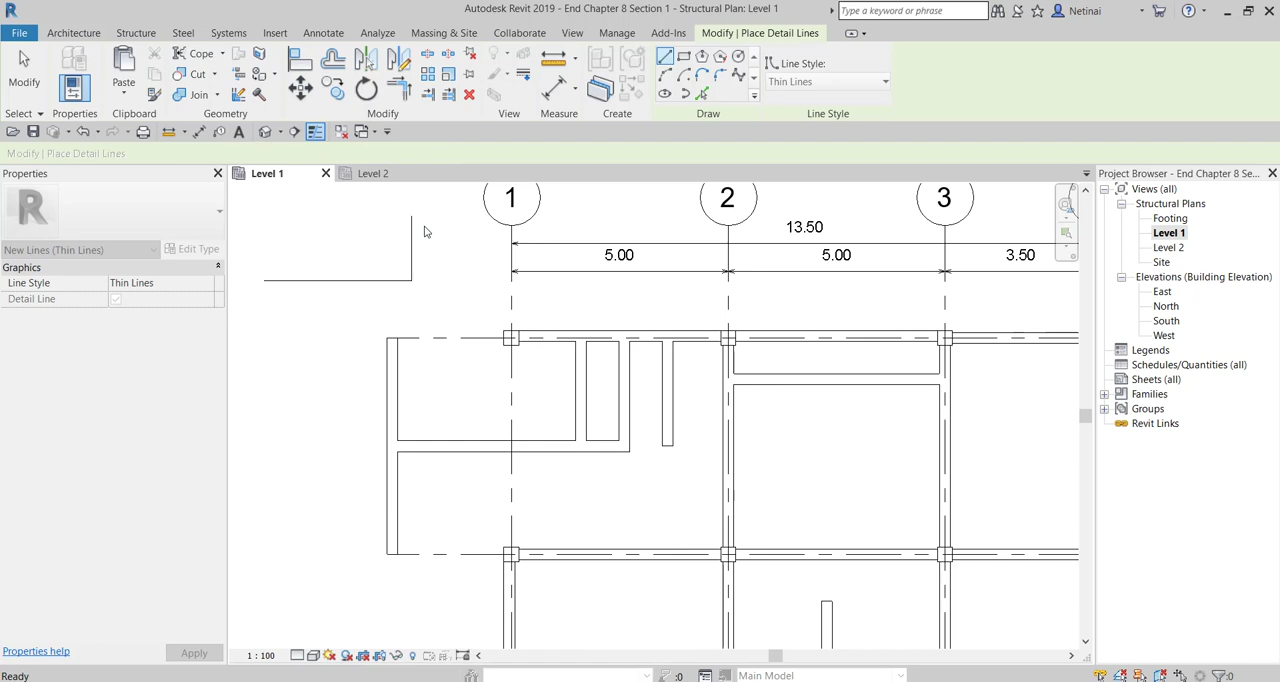 Autodesk Revit 2019 - End Chapter 8 Section 1 - Structural Plan: Level 1
Type a keyword or phrase
Netinai
File Architecture Structure Steel Systems Insert Annotate Analyze Massing & Site Collaborate View Manage Add-Ins Modify | Place Detail Lines
Modify
Paste
Cope
Cut
Join
Line Style:
Thin Lines
Select Properties Clipboard Geometry Modify View Measure Create Draw Line Style
A
Modify | Place Detail Lines
Properties
R
New Lines (Thin Lines)
Edit Type
Graphics
Line Style Thin Lines
Detail Line
Properties help
Apply
Level 1
Level 2
1 2 3
13.50
5.00 5.00 3.50
1 : 100
Project Browser - End Chapter 8 Se...
Views (all)
Structural Plans
Footing
Level 1
Level 2
Site
Elevations (Building Elevation)
East
North
South
West
Legends
Schedules/Quantities (all)
Sheets (all)
Families
Groups
Revit Links
Ready
:0
Main Model
:0